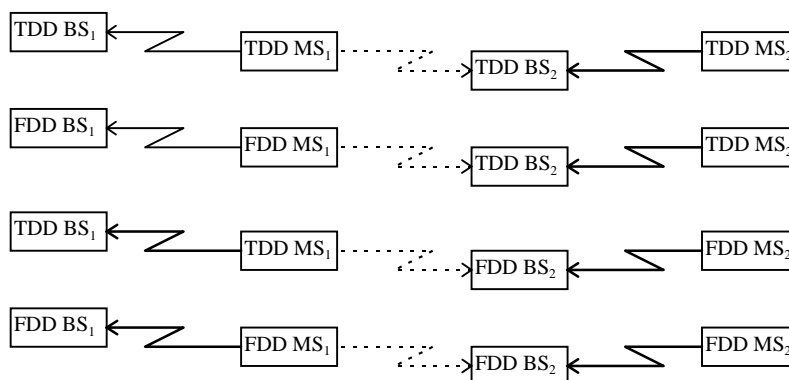 TDD BS₁ TDD MS₁ TDD BS₂ TDD MS₂
FDD BS₁ FDD MS₁ TDD BS₂ TDD MS₂
TDD BS₁ TDD MS₁ FDD BS₂ FDD MS₂
FDD BS₁ FDD MS₁ FDD BS₂ FDD MS₂